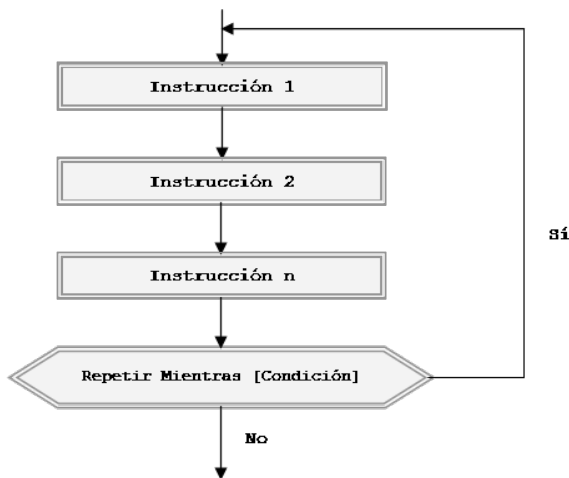 Instrucción 1
Instrucción 2
Sí
Instrucción n
Repetir Mientras [Condición]
No